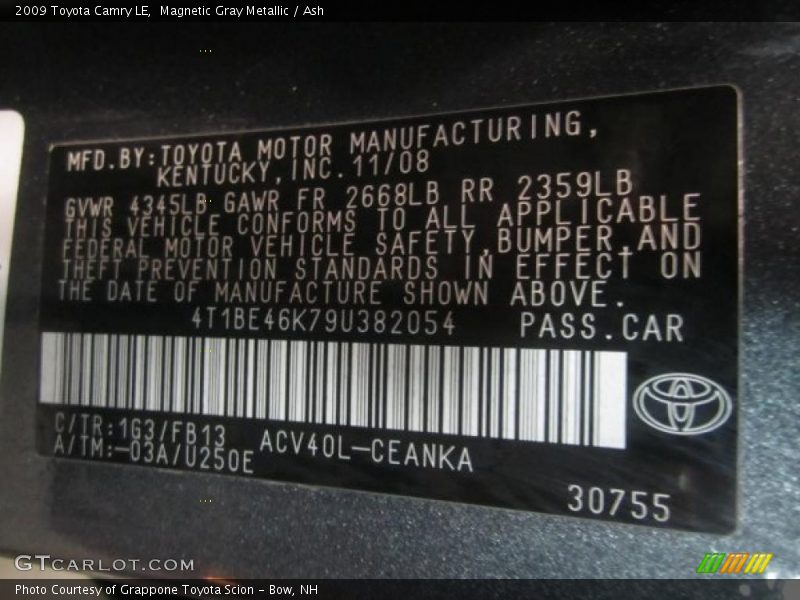 2009 Toyota Camry LE, Magnetic Gray Metallic / Ash
MFD.BY:TOYOTA MOTOR MANUFACTURING,
KENTUCKY,INC.11/08
GVWR 4345LB GAWR FR 2668LB RR 2359LB
THIS VEHICLE CONFORMS TO ALL APPLICABLE
FEDERAL MOTOR VEHICLE SAFETY,BUMPER,AND
THEFT PREVENTION STANDARDS IN EFFECT ON
THE DATE OF MANUFACTURE SHOWN ABOVE.
4T1BE46K79U382054 PASS.CAR
C/TR:1G3/FB13 ACV40L-CEANKA
A/TM:-03A/U250E
30755
GTCARLOT.COM
Photo Courtesy of Grappone Toyota Scion - Bow, NH